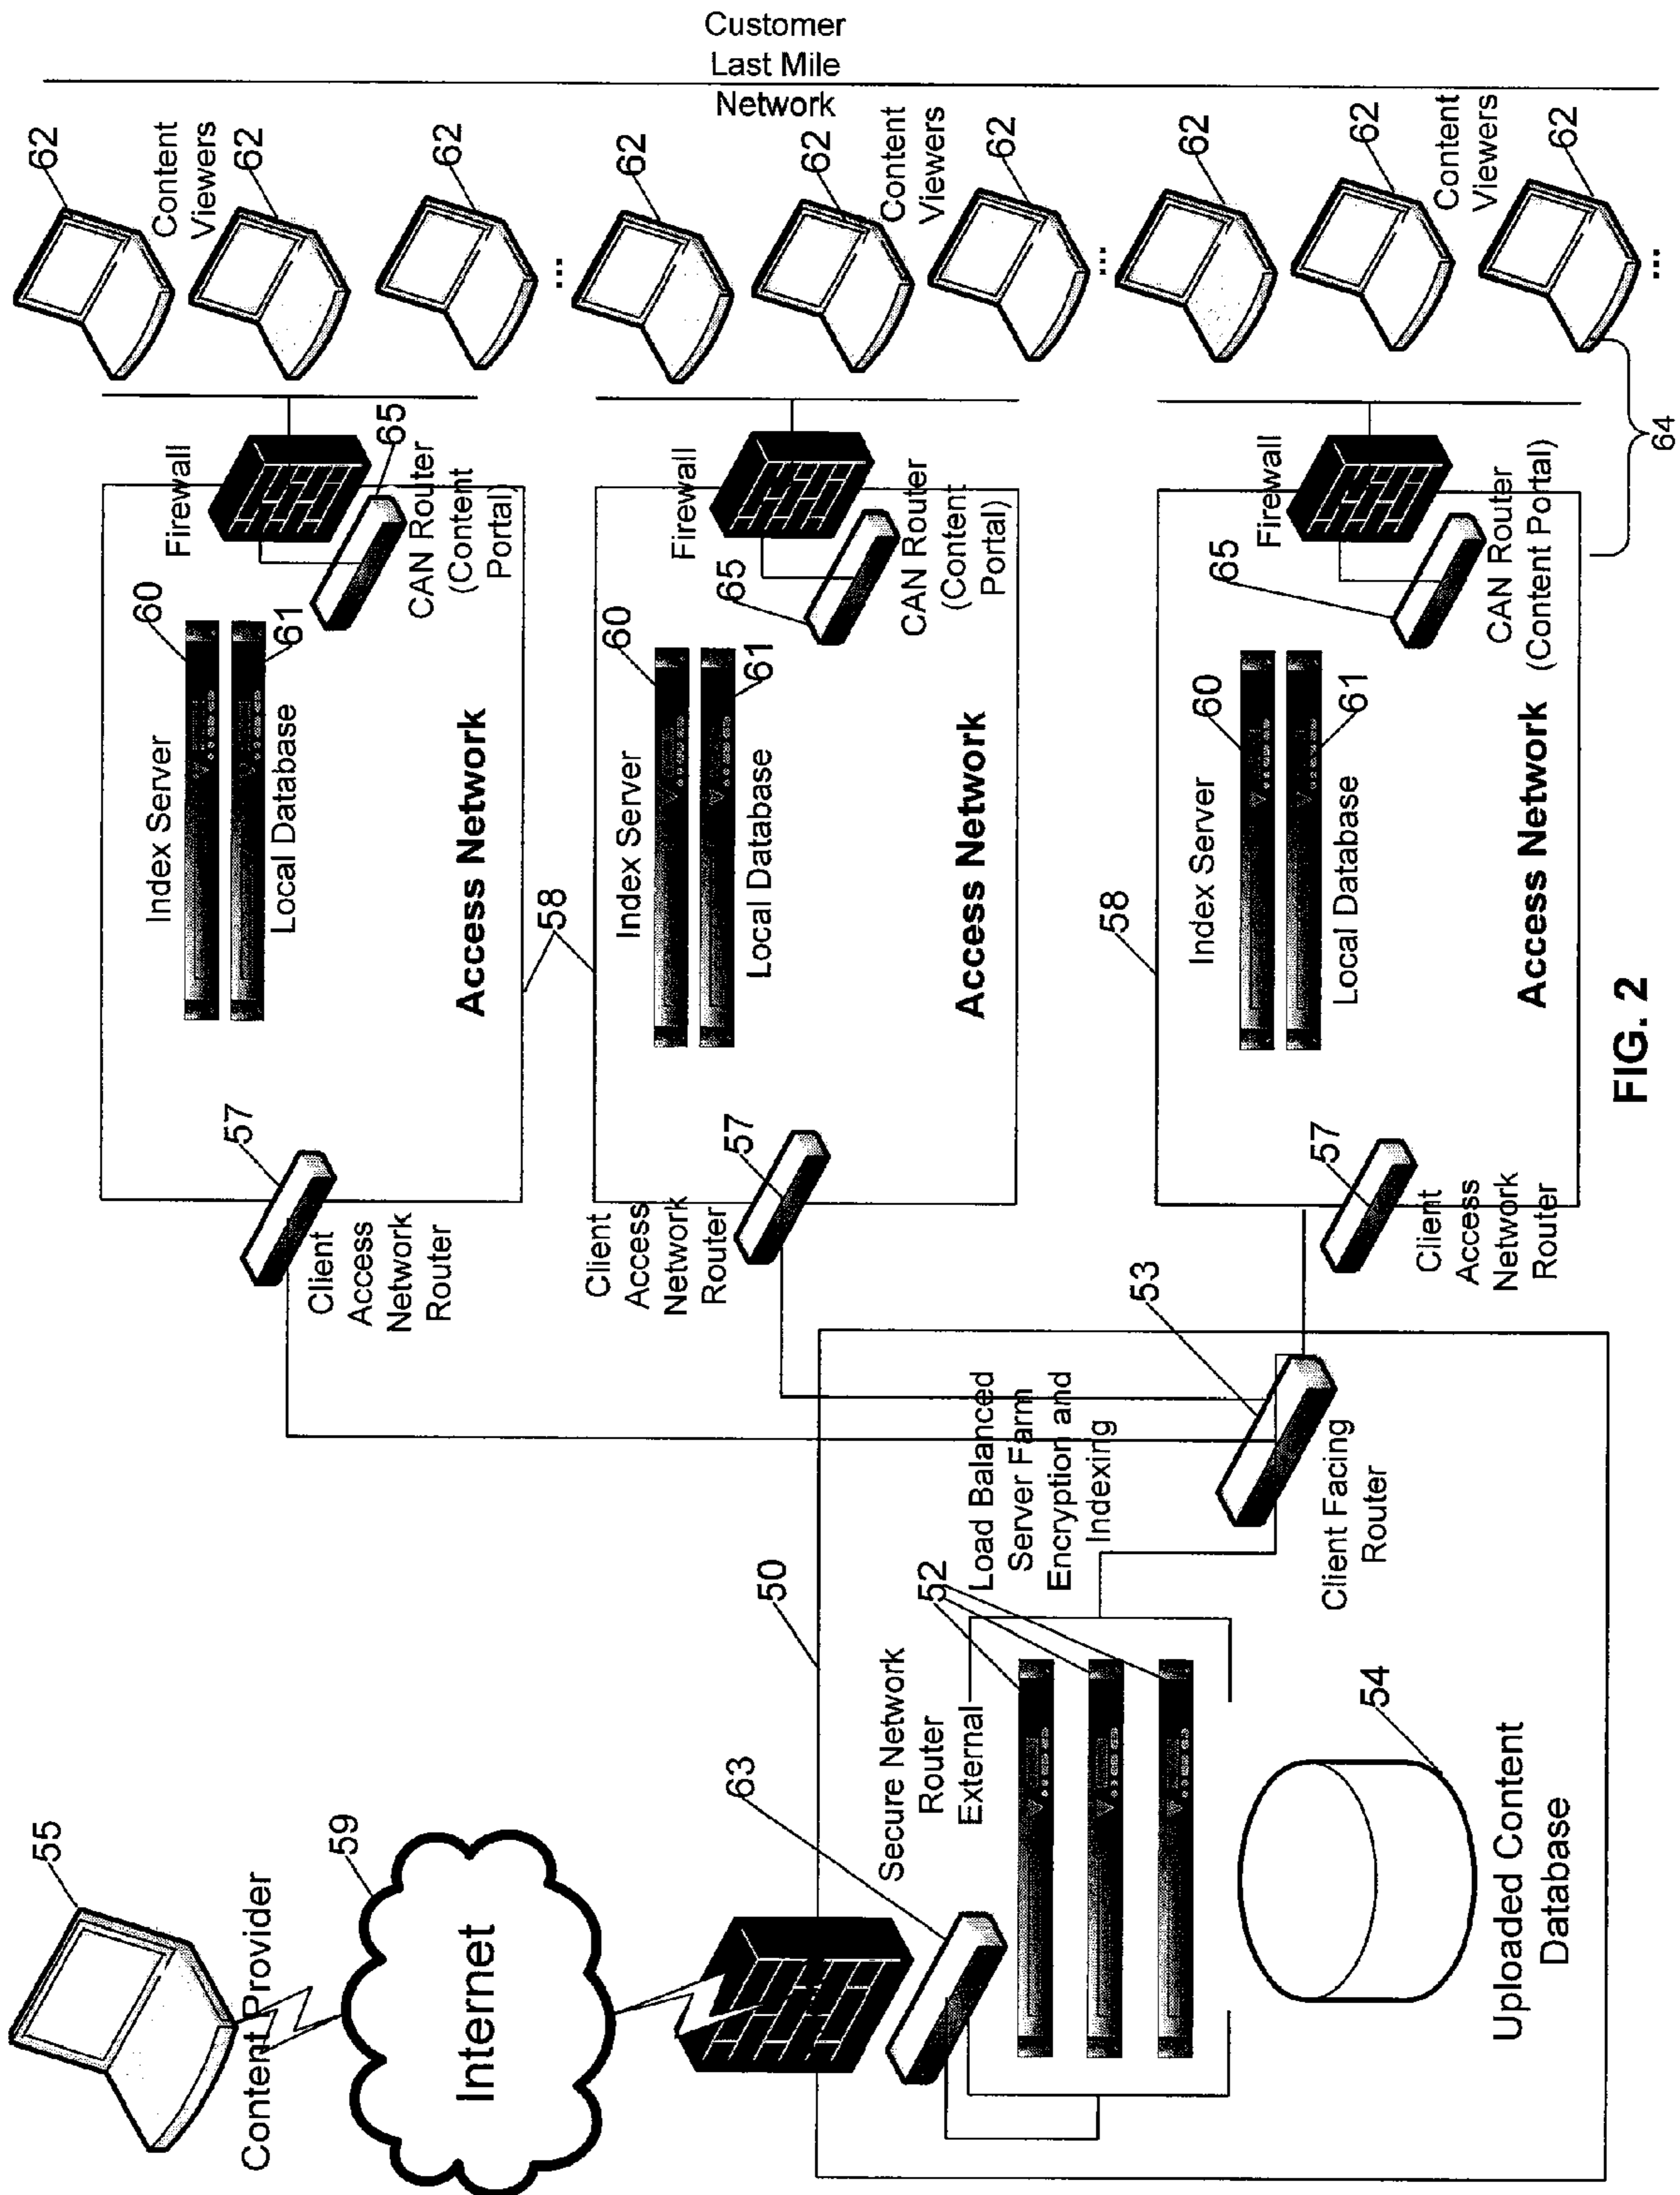 Customer
Last Mile
Network
62
Content
Viewers
62
62
62
62
Content
Viewers
62
62
62
Content
Viewers
62
...
...
...
64
Firewall
65
CAN Router
(Content
Portal)
60
Index Server
61
Local Database
Access Network
58
57
Client
Access
Network
Router
Firewall
65
CAN Router
(Content
Portal)
60
Index Server
61
Local Database
Access Network
57
Client
Access
Network
Router
Firewall
65
CAN Router
(Content Portal)
60
Index Server
61
Local Database
Access Network
58
57
Client
Access
Network
Router
53
Client Facing
Router
Load Balanced
Server Farm
Encryption and
Indexing
50
52
Secure Network
Router
External
63
54
Uploaded Content
Database
55
Content Provider
59
Internet
FIG. 2